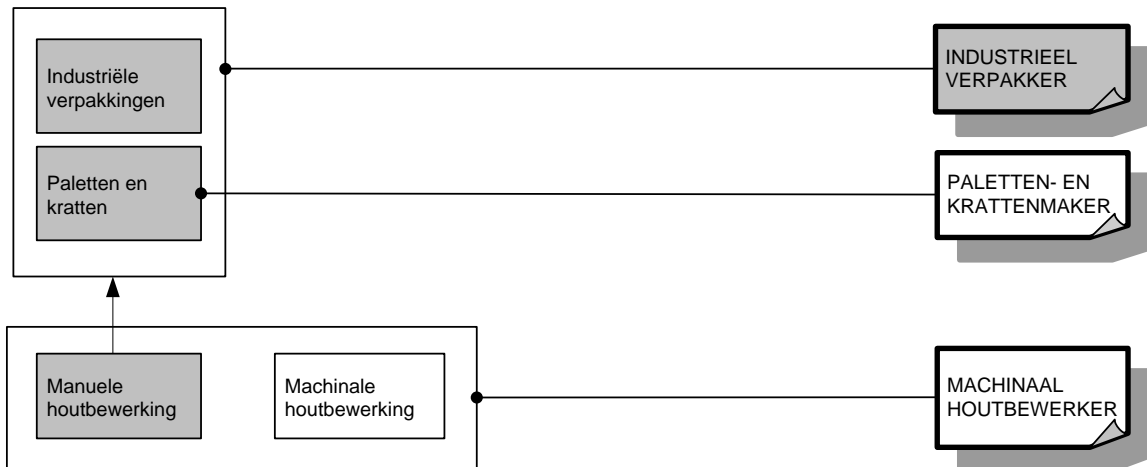 Industriële
verpakkingen
INDUSTRIEEL
VERPAKKER
Paletten en
kratten
PALETTEN- EN
KRATTENMAKER
Manuele
houtbewerking
Machinale
houtbewerking
MACHINAAL
HOUTBEWERKER